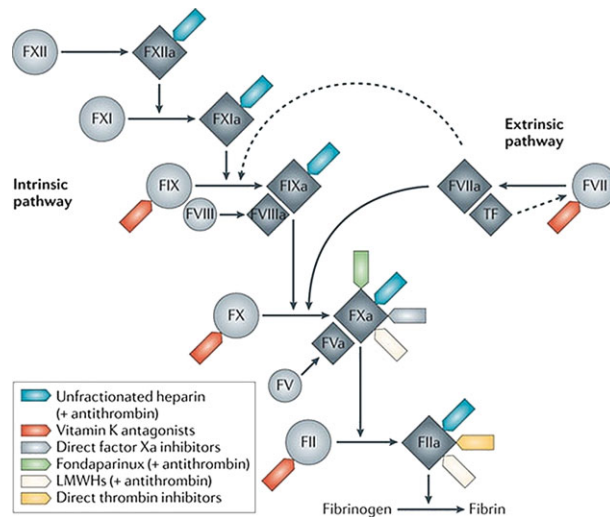 FXII
FXIIa
FXI
FXIa
Extrinsic
pathway
Intrinsic
pathway
FIX
FIXa
FVIII
FVIIIa
FVIIa
TF
FVII
FX
FXa
FVa
FV
FII
FIIa
Fibrinogen
Fibrin
Unfractionated heparin
(+ antithrombin)
Vitamin K antagonists
Direct factor Xa inhibitors
Fondaparinux (+ antithrombin)
LMWHs (+ antithrombin)
Direct thrombin inhibitors